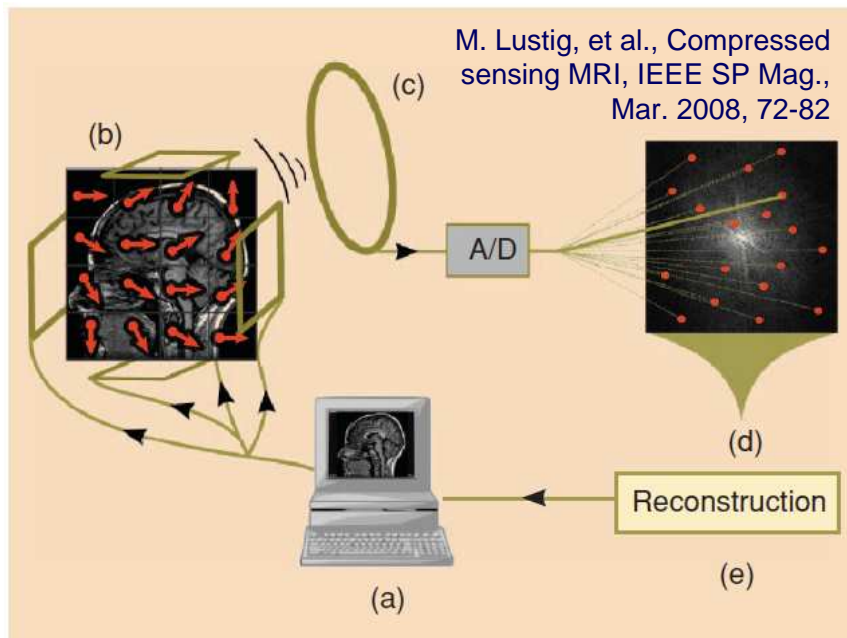 M. Lustig, et al., Compressed
sensing MRI, IEEE SP Mag.,
Mar. 2008, 72-82
(c)
(b)
A/D
(d)
Reconstruction
(e)
(a)